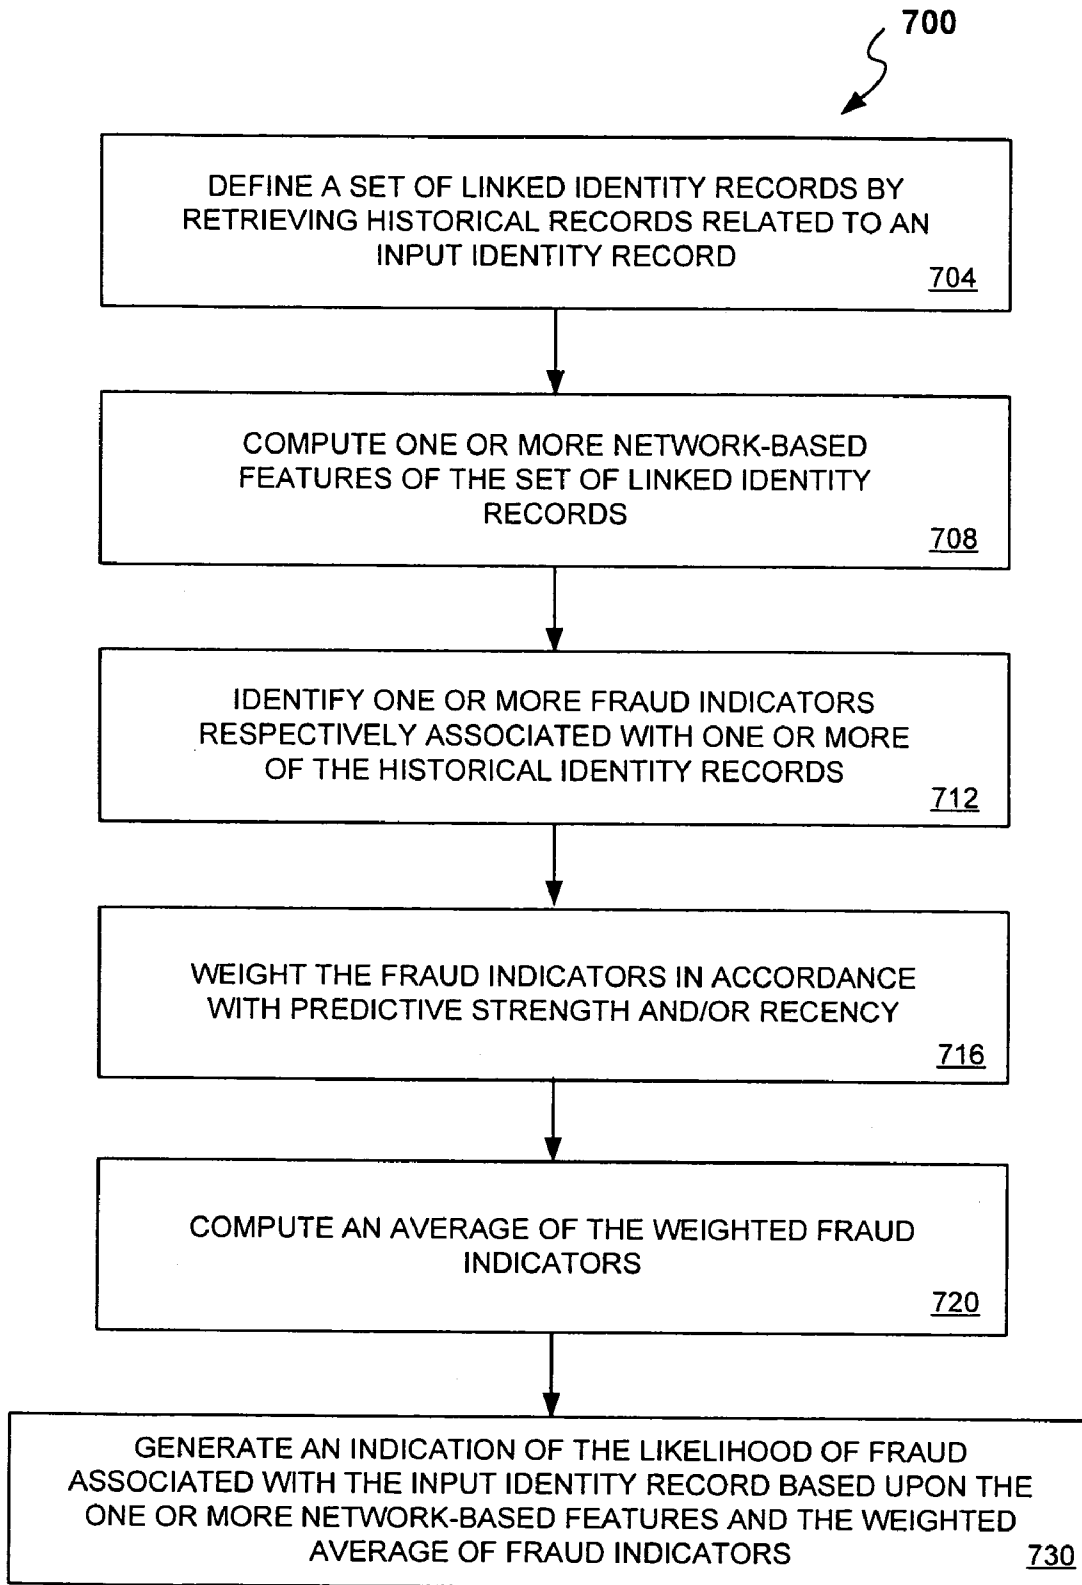 700
DEFINE A SET OF LINKED IDENTITY RECORDS BY
RETRIEVING HISTORICAL RECORDS RELATED TO AN
INPUT IDENTITY RECORD
704
COMPUTE ONE OR MORE NETWORK-BASED
FEATURES OF THE SET OF LINKED IDENTITY
RECORDS
708
IDENTIFY ONE OR MORE FRAUD INDICATORS
RESPECTIVELY ASSOCIATED WITH ONE OR MORE
OF THE HISTORICAL IDENTITY RECORDS
712
WEIGHT THE FRAUD INDICATORS IN ACCORDANCE
WITH PREDICTIVE STRENGTH AND/OR RECENCY
716
COMPUTE AN AVERAGE OF THE WEIGHTED FRAUD
INDICATORS
720
GENERATE AN INDICATION OF THE LIKELIHOOD OF FRAUD
ASSOCIATED WITH THE INPUT IDENTITY RECORD BASED UPON THE
ONE OR MORE NETWORK-BASED FEATURES AND THE WEIGHTED
AVERAGE OF FRAUD INDICATORS
730